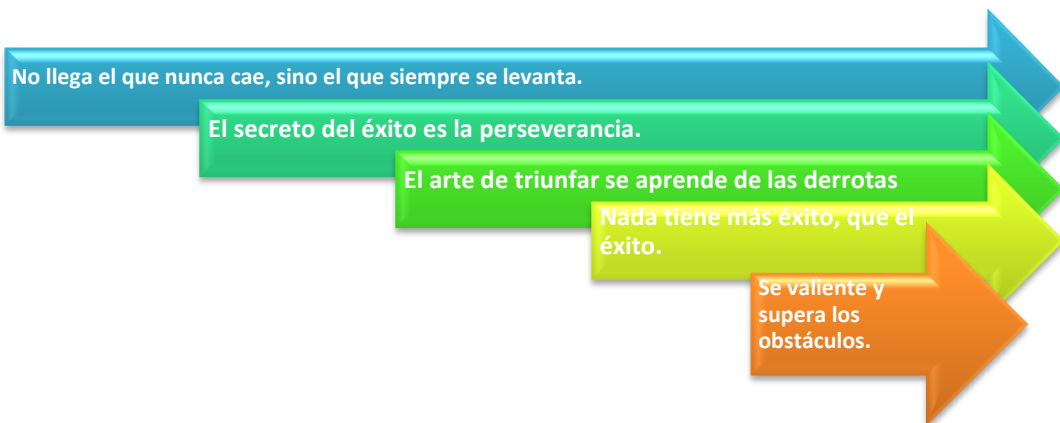 No llega el que nunca cae, sino el que siempre se levanta.
El secreto del éxito es la perseverancia.
El arte de triunfar se aprende de las derrotas
Nada tiene más éxito, que el
éxito.
Se valiente y
supera los
obstáculos.